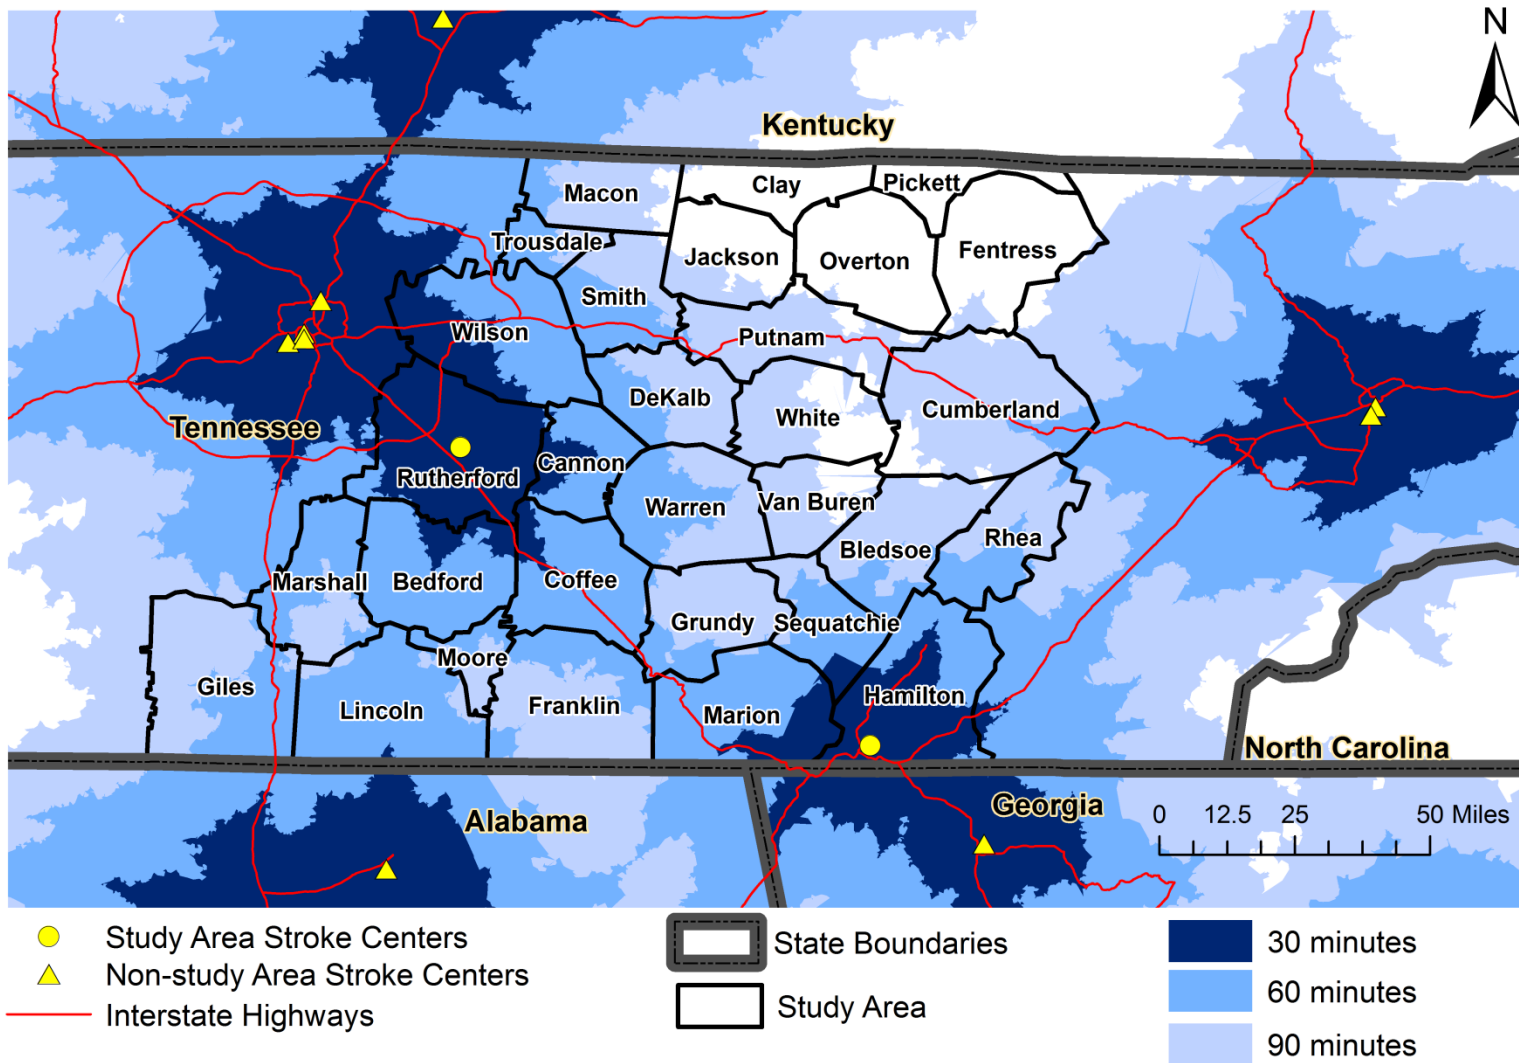 N
Kentucky
Macon
Clay
Pickett
Trousdale
Jackson
Overton
Fentress
Smith
Wilson
Putnam
DeKalb
White
Cumberland
Tennessee
Cannon
Rutherford
Warren
Van Buren
Rhea
Bledsoe
Marshall
Bedford
Coffee
Grundy
Sequatchie
Moore
Giles
Lincoln
Franklin
Marion
Hamilton
North Carolina
Alabama
Georgia
0 12.5 25 50 Miles
Study Area Stroke Centers
Non-study Area Stroke Centers
Interstate Highways
State Boundaries
Study Area
30 minutes
60 minutes
90 minutes